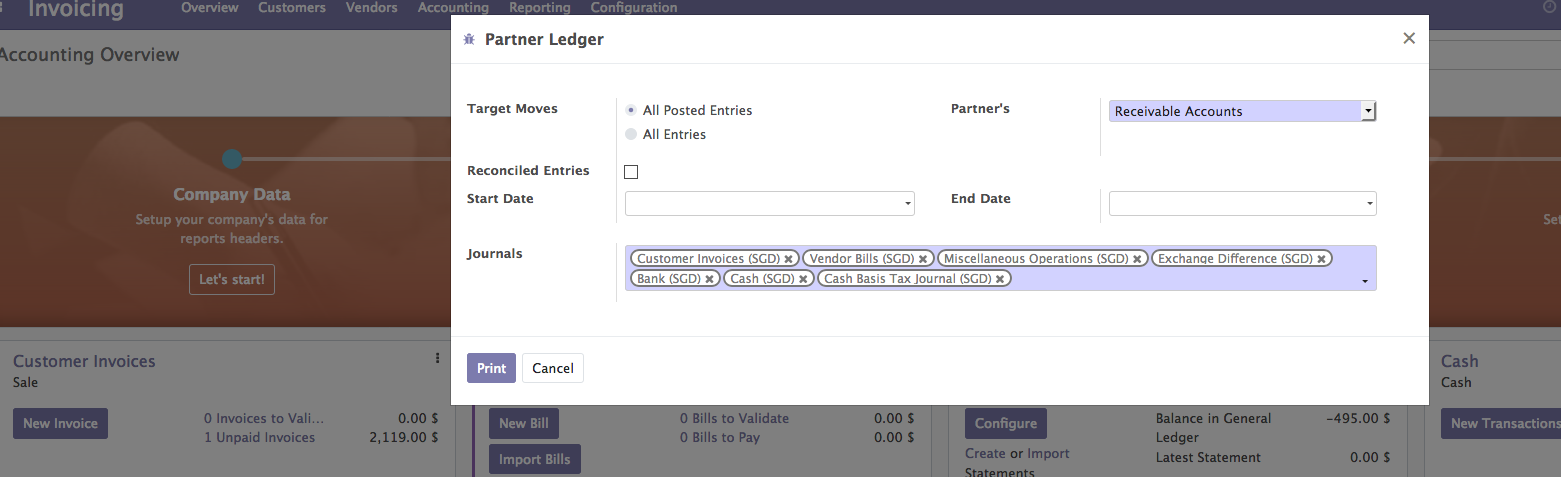 Invoicing
Overview Customers Vendors Accounting Reporting Configuration
Accounting Overview
Partner Ledger
Target Moves
All Posted Entries
All Entries
Partner's
Receivable Accounts
Reconciled Entries
Start Date
End Date
Journals
Customer Invoices (SGD) Vendor Bills (SGD) Miscellaneous Operations (SGD) Exchange Difference (SGD)
Bank (SGD) Cash (SGD) Cash Basis Tax Journal (SGD)
Print Cancel
Company Data
Setup your company's data for
reports headers.
Let's start!
Set
Customer Invoices
Sale
New Invoice
0 Invoices to Vali... 0.00 $
1 Unpaid Invoices 2,119.00 $
New Bill
Import Bills
0 Bills to Validate 0.00 $
0 Bills to Pay 0.00 $
Configure
Create or Import
Statements
Balance in General -495.00 $
Ledger
Latest Statement 0.00 $
Cash
Cash
New Transactions